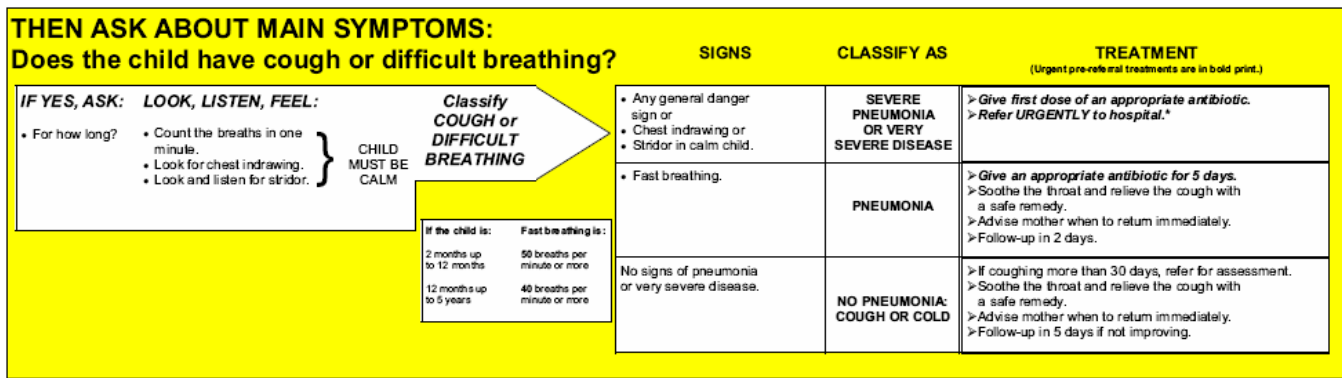 THEN ASK ABOUT MAIN SYMPTOMS:
Does the child have cough or difficult breathing?
IF YES, ASK:
• For how long?
LOOK, LISTEN, FEEL:
• Count the breaths in one
minute.
• Look for chest indrawing.
• Look and listen for stridor.
CHILD
MUST BE
CALM
Classify
COUGH or
DIFFICULT
BREATHING
If the child is:
Fast breathing is:
2 months up
to 12 months
50 breaths per
minute or more
12 months up
to 5 years
40 breaths per
minute or more
SIGNS
CLASSIFY AS
TREATMENT
(Urgent pre-referral treatments are in bold print.)
• Any general danger
sign or
• Chest indrawing or
• Stridor in calm child.
SEVERE
PNEUMONIA
OR VERY
SEVERE DISEASE
➢Give first dose of an appropriate antibiotic.
➢Refer URGENTLY to hospital.*
• Fast breathing.
PNEUMONIA
➢Give an appropriate antibiotic for 5 days.
➢Soothe the throat and relieve the cough with
a safe remedy.
➢Advise mother when to return immediately.
➢Follow-up in 2 days.
No signs of pneumonia
or very severe disease.
NO PNEUMONIA:
COUGH OR COLD
➢If coughing more than 30 days, refer for assessment.
➢Soothe the throat and relieve the cough with
a safe remedy.
➢Advise mother when to return immediately.
➢Follow-up in 5 days if not improving.